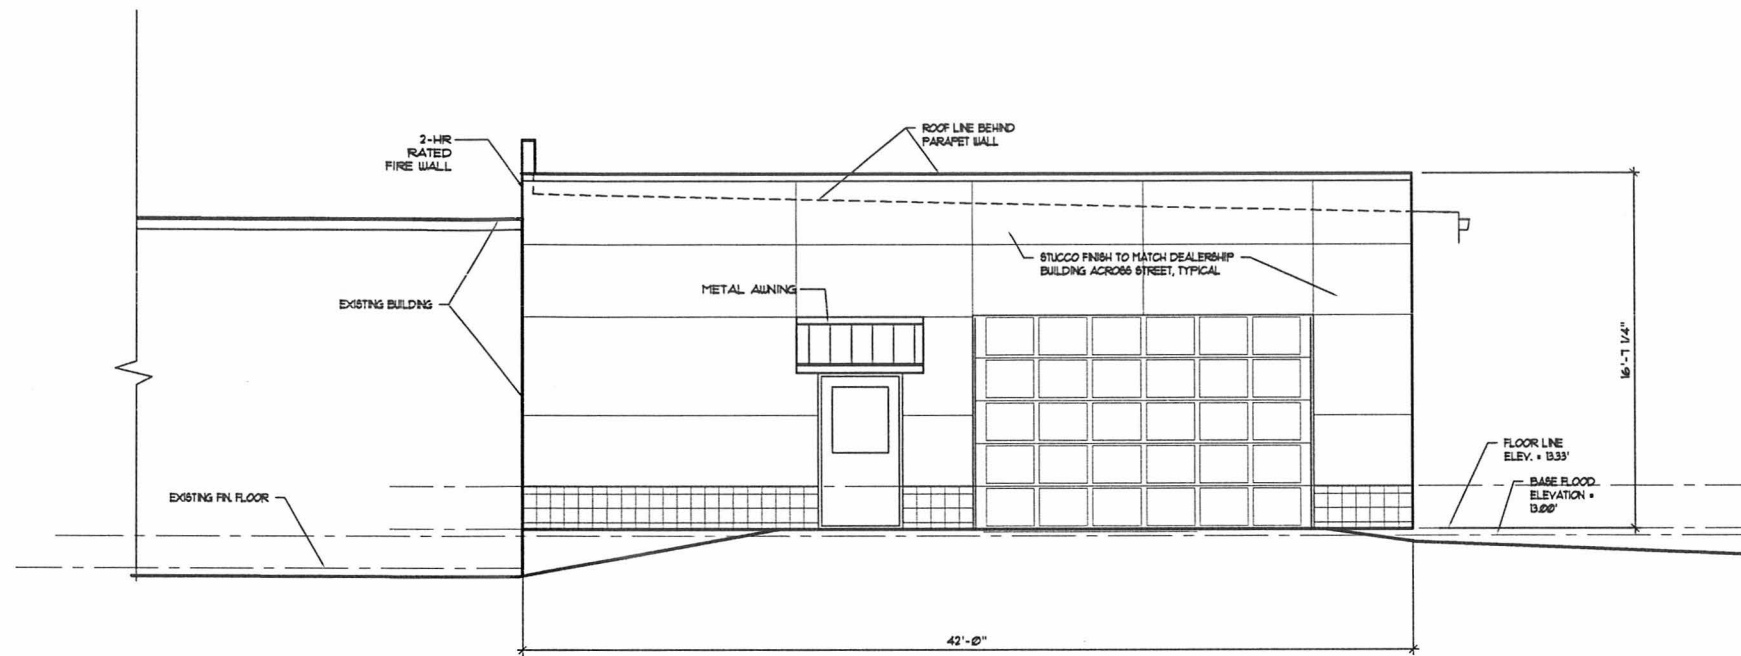 2-HR
RATED
FIRE WALL
ROOF LINE BEHIND
PARAPET WALL
STUCCO FINISH TO MATCH DEALERSHIP
BUILDING ACROSS STREET, TYPICAL
METAL AWNING
EXISTING BUILDING
16'-7 1/4"
FLOOR LINE
ELEV. = 13.33'
BASE FLOOD
ELEVATION =
13.00'
EXISTING FIN. FLOOR
42'-0"